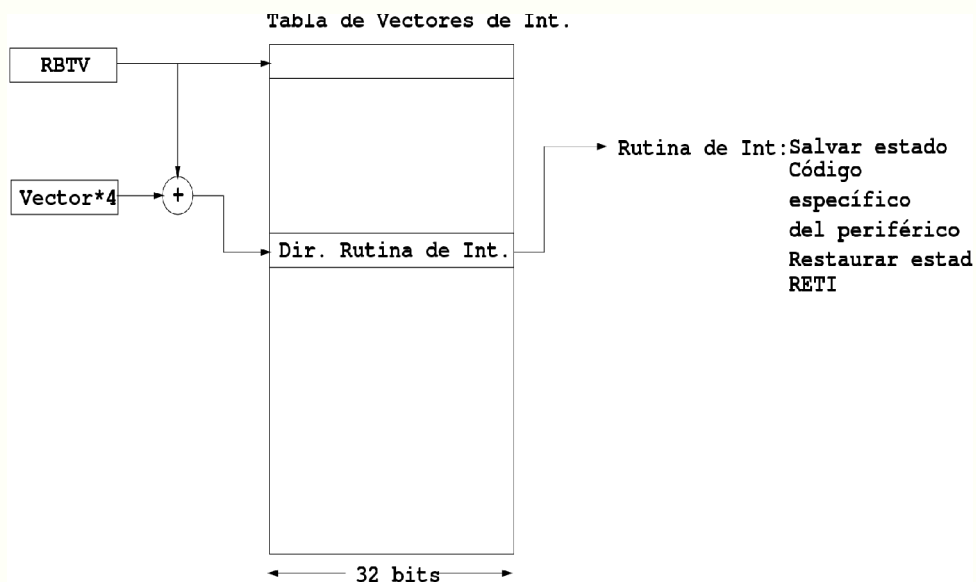 Tabla de Vectores de Int.
RBTV
Rutina de Int:Salvar estado
Código
Vector*4
+
específico
del periférico
Dir. Rutina de Int.
Restaurar estad
RETI
32 bits